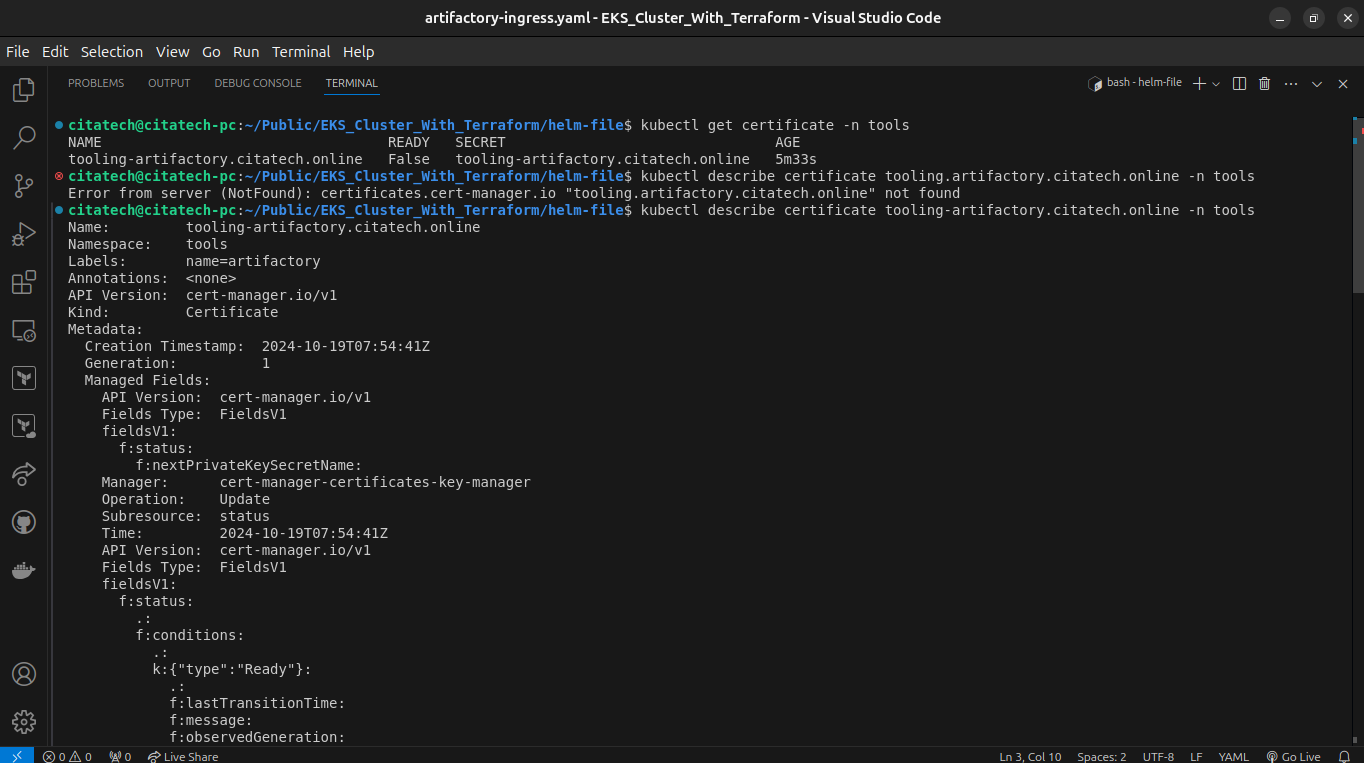 artifactory-ingress.yaml - EKS_Cluster_With_Terraform - Visual Studio Code
File Edit Selection View Go Run Terminal Help
PROBLEMS OUTPUT DEBUG CONSOLE TERMINAL bash - helm-file
citatech@citatech-pc:~/Public/EKS_Cluster_With_Terraform/helm-file$ kubectl get certificate -n tools
NAME READY SECRET AGE
tooling-artifactory.citatech.online False tooling-artifactory.citatech.online 5m33s
citatech@citatech-pc:~/Public/EKS_Cluster_With_Terraform/helm-file$ kubectl describe certificate tooling.artifactory.citatech.online -n tools
Error from server (NotFound): certificates.cert-manager.io "tooling.artifactory.citatech.online" not found
citatech@citatech-pc:~/Public/EKS_Cluster_With_Terraform/helm-file$ kubectl describe certificate tooling-artifactory.citatech.online -n tools
Name: tooling-artifactory.citatech.online
Namespace: tools
Labels: name=artifactory
Annotations: <none>
API Version: cert-manager.io/v1
Kind: Certificate
Metadata:
Creation Timestamp: 2024-10-19T07:54:41Z
Generation: 1
Managed Fields:
API Version: cert-manager.io/v1
Fields Type: FieldsV1
fieldsV1:
f:status:
f:nextPrivateKeySecretName:
Manager: cert-manager-certificates-key-manager
Operation: Update
Subresource: status
Time: 2024-10-19T07:54:41Z
API Version: cert-manager.io/v1
Fields Type: FieldsV1
fieldsV1:
f:status:
.:
f:conditions:
.:
k:{"type":"Ready"}:
.:
f:lastTransitionTime:
f:message:
f:observedGeneration:
0 0 0 Live Share Ln 3, Col 10 Spaces: 2 UTF-8 LF YAML Go Live